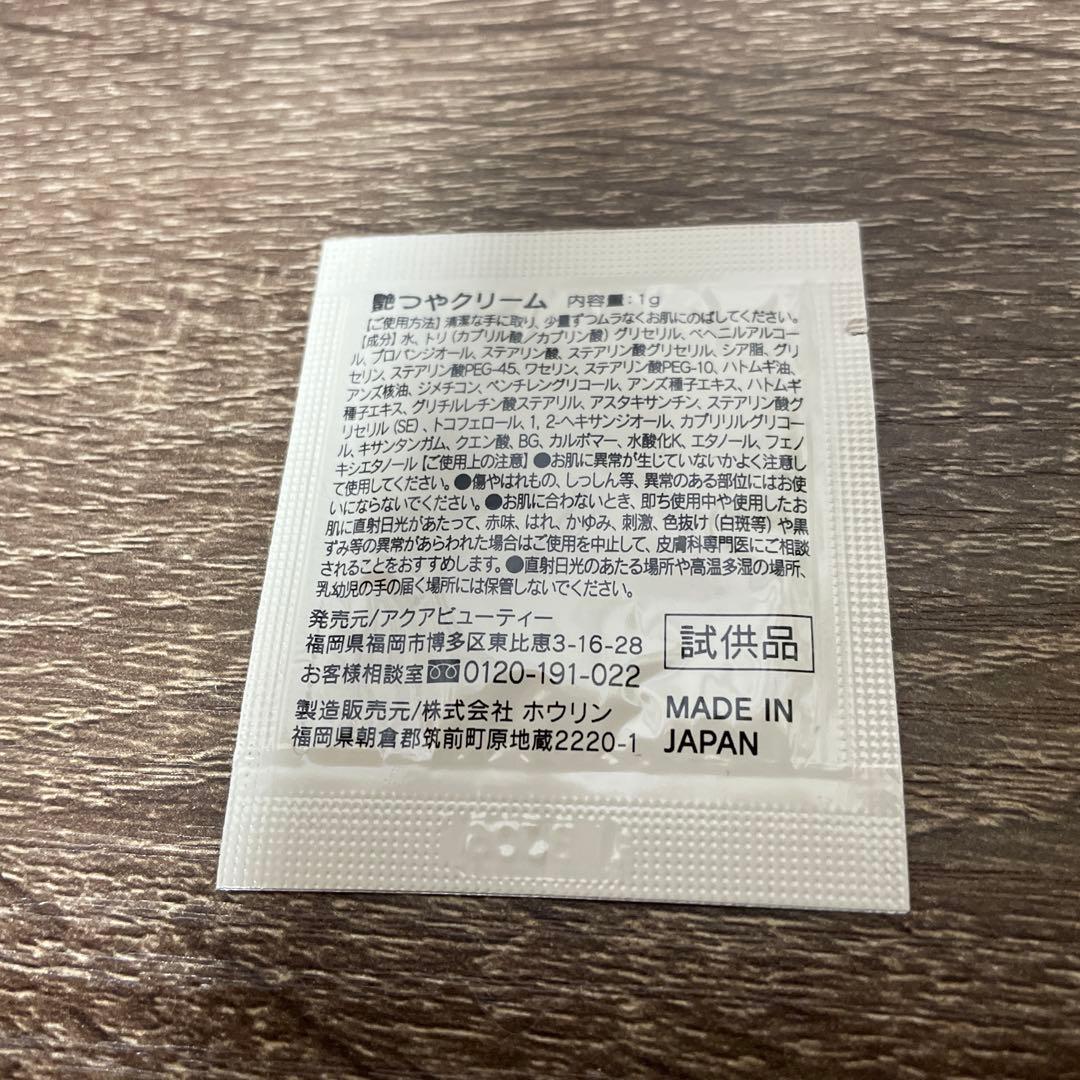 艶つやクリーム 内容量:1g
【ご使用方法】清潔な手に取り、少量ずつムラなくお肌にのばしてください。
【成分】水、トリ(カプリル酸／カプリン酸)グリセリル、ベヘニルアルコー
ル、プロパンジオール、ステアリン酸、ステアリン酸グリセリル、シア脂、グリ
セリン、ステアリン酸PEG-45、ワセリン、ステアリン酸PEG-10、ハトムギ油、
アンズ核油、ジメチコン、ペンチレングリコール、アンズ種子エキス、ハトムギ
種子エキス、グリチルレチン酸ステアリル、アスタキサンチン、ステアリン酸グ
リセリル(SE)、トコフェロール、1, 2-ヘキサンジオール、カプリリルグリコー
ル、キサンタンガム、クエン酸、BG、カルボマー、水酸化K、エタノール、フェノ
キシエタノール【ご使用上の注意】●お肌に異常が生じていないかよく注意し
て使用してください。●傷やはれもの、しっしん等、異常のある部位にはお使
いにならないでください。●お肌に合わないとき、即ち使用中や使用したお
肌に直射日光があたって、赤味、はれ、かゆみ、刺激、色抜け(白斑等)や黒
ずみ等の異常があらわれた場合はご使用を中止して、皮膚科専門医にご相談
されることをおすすめします。●直射日光のあたる場所や高温多湿の場所、
乳幼児の手の届く場所には保管しないでください。
発売元/アクアビューティー
福岡県福岡市博多区東比恵3-16-28
お客様相談室 0120-191-022
試供品
製造販売元/株式会社 ホウリン
福岡県朝倉郡筑前町原地蔵2220-1
MADE IN
JAPAN